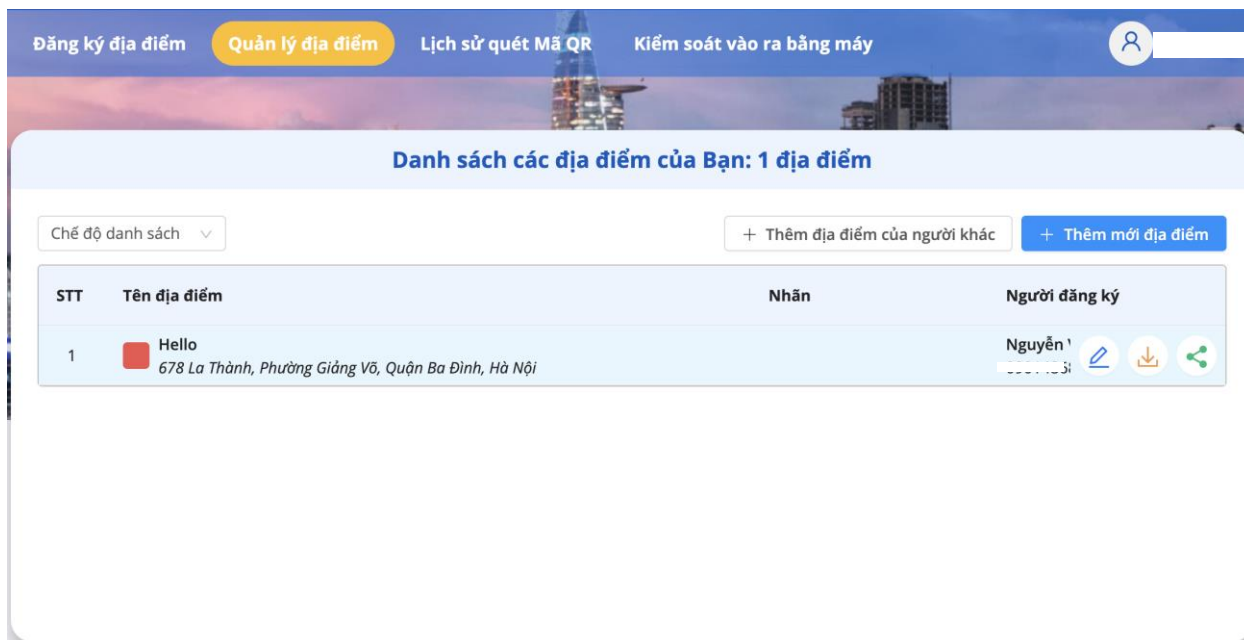 Đăng ký địa điểm Quản lý địa điểm Lịch sử quét Mã QR Kiểm soát vào ra bằng máy
Danh sách các địa điểm của Bạn: 1 địa điểm
Chế độ danh sách + Thêm địa điểm của người khác + Thêm mới địa điểm
STT Tên địa điểm Nhãn Người đăng ký
1 Hello Nguyễn
678 La Thành, Phường Giảng Võ, Quận Ba Đình, Hà Nội